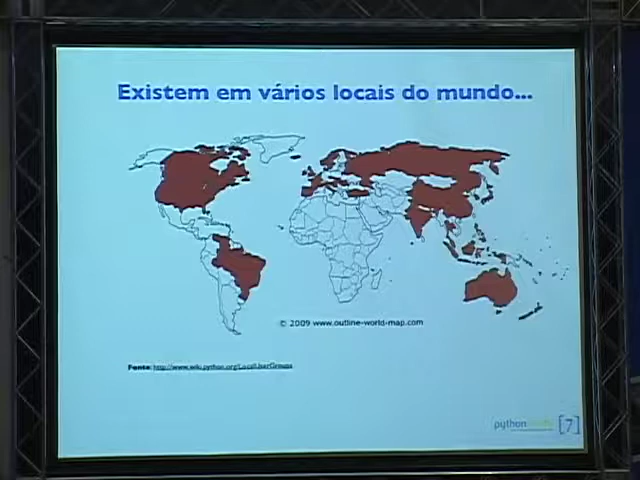 Existem em vários locais do mundo...
© 2009 www.outline-world-map.com
Fonte: http://www.wiki.python.org/LocalUserGroups
python
[7]